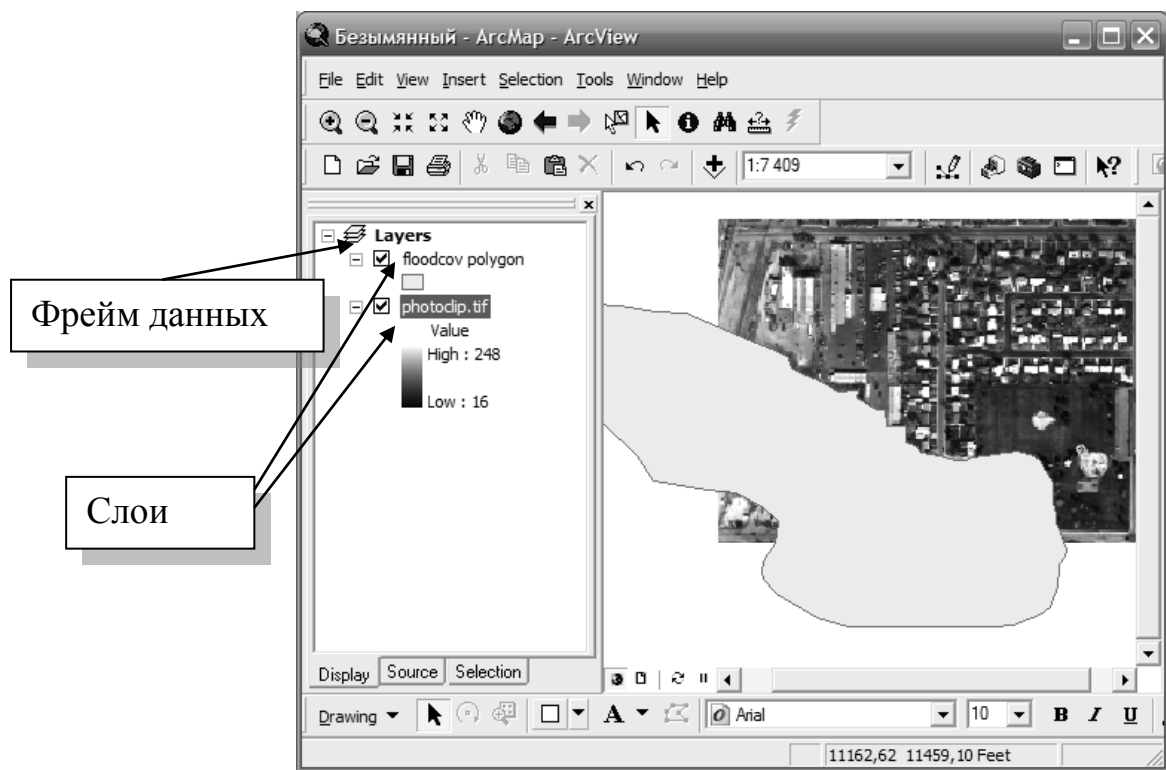 Безымянный - ArcMap - ArcView
File Edit View Insert Selection Tools Window Help
1:7 409
Layers
floodcov polygon
photoclip.tif
Value
High : 248
Low : 16
Фрейм данных
Слои
Display Source Selection
Drawing A Arial 10 B I U
11162,62 11459,10 Feet